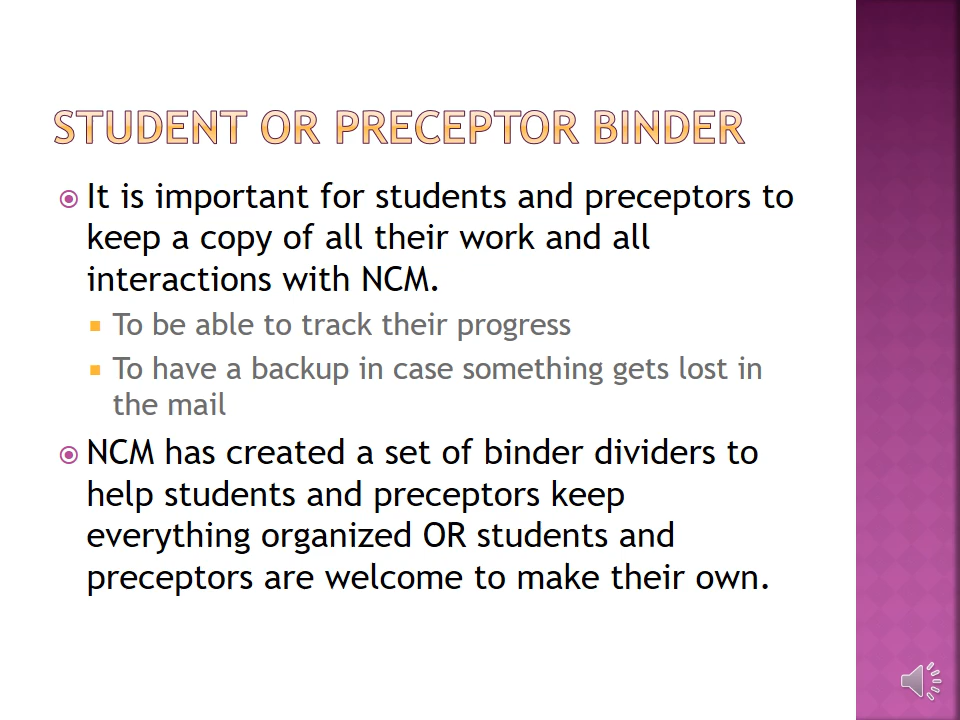 STUDENT OR PRECEPTOR BINDER
It is important for students and preceptors to
keep a copy of all their work and all
interactions with NCM.
To be able to track their progress
To have a backup in case something gets lost in
the mail
NCM has created a set of binder dividers to
help students and preceptors keep
everything organized OR students and
preceptors are welcome to make their own.